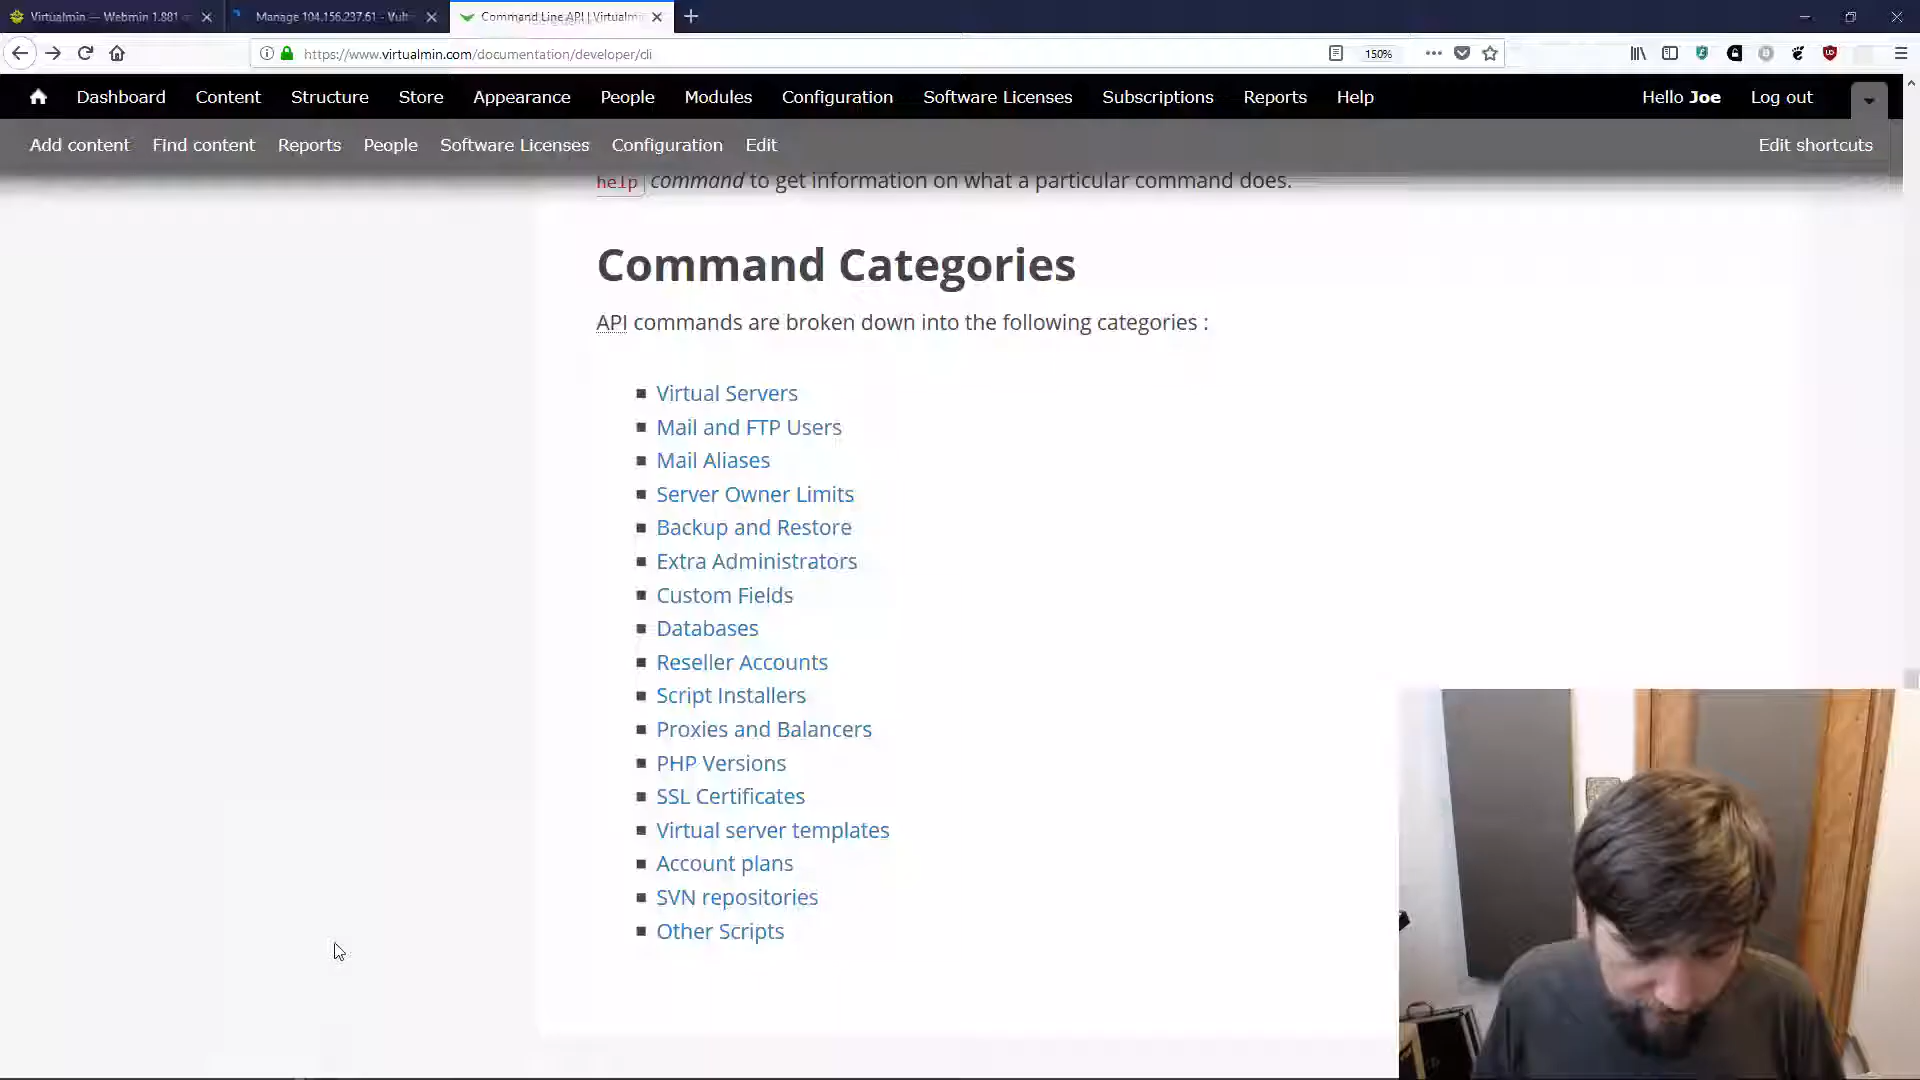 Virtualmin — Webmin 1.881
Manage 104.156.237.61 - Vult
Command Line API | Virtualmin
https://www.virtualmin.com/documentation/developer/cli
150%
Dashboard Content Structure Store Appearance People Modules Configuration Software Licenses Subscriptions Reports Help Hello Joe Log out
Add content Find content Reports People Software Licenses Configuration Edit Edit shortcuts
help command to get information on what a particular command does.
Command Categories
API commands are broken down into the following categories :
Virtual Servers
Mail and FTP Users
Mail Aliases
Server Owner Limits
Backup and Restore
Extra Administrators
Custom Fields
Databases
Reseller Accounts
Script Installers
Proxies and Balancers
PHP Versions
SSL Certificates
Virtual server templates
Account plans
SVN repositories
Other Scripts